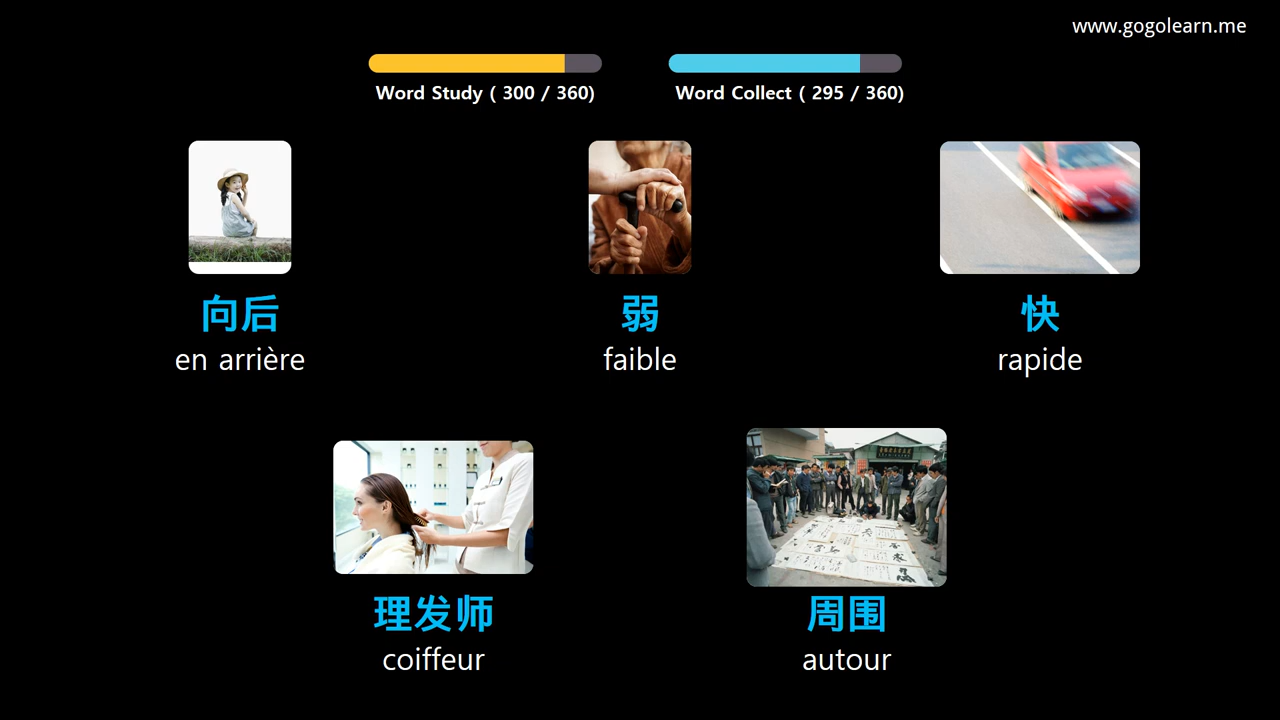 www.gogolearn.me
Word Study ( 300 / 360)
Word Collect ( 295 / 360)
向后
en arrière
弱
faible
快
rapide
理发师
coiffeur
周围
autour